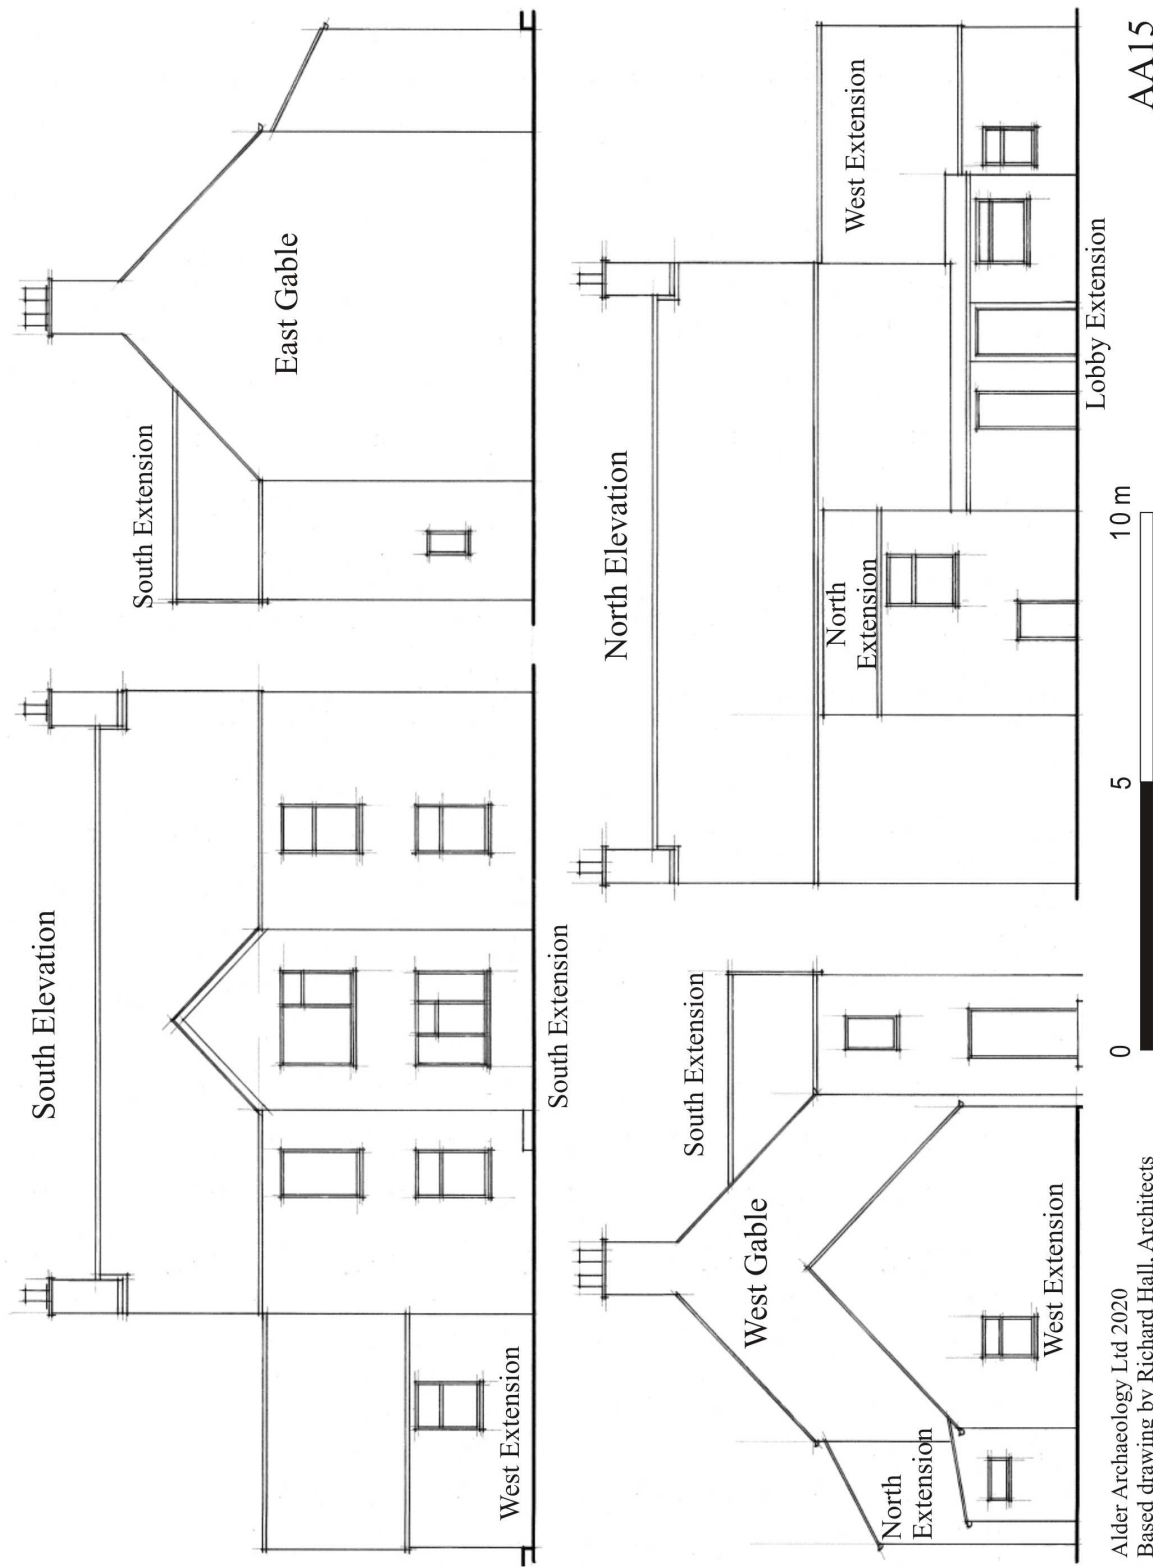 South Elevation
South Extension
East Gable
West Extension
South Extension
North Elevation
South Extension
West Gable
North
Extension
West Extension
North
Extension
West Extension
Lobby Extension
0
5
10 m
Alder Archaeology Ltd 2020
Based drawing by Richard Hall, Architects
AA15